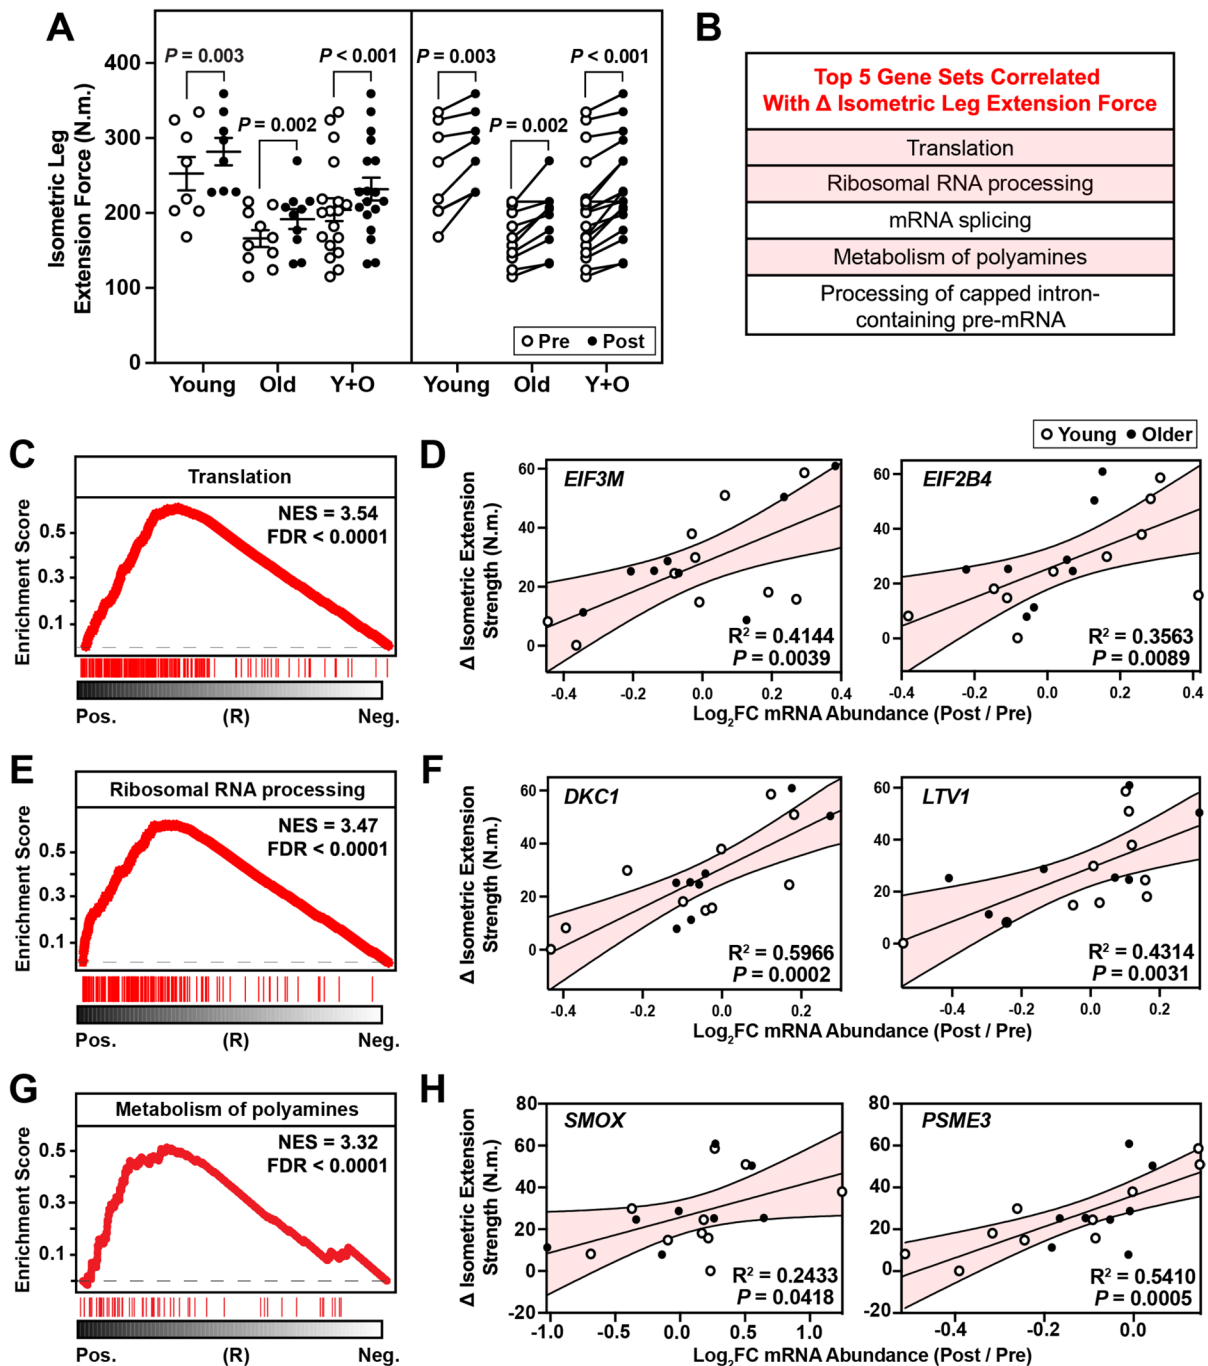 A
Isometric Leg
Extension Force (N.m.)
400
300
200
100
0
P = 0.003
P = 0.002
P < 0.001
P = 0.003
P = 0.002
P < 0.001
Pre Post
Young Old Y+O Young Old Y+O
B
Top 5 Gene Sets Correlated
With Δ Isometric Leg Extension Force
Translation
Ribosomal RNA processing
mRNA splicing
Metabolism of polyamines
Processing of capped intron-
containing pre-mRNA
Young Older
C
Translation
NES = 3.54
FDR < 0.0001
Enrichment Score
0.5
0.3
0.1
Pos. (R) Neg.
D
Δ Isometric Extension
Strength (N.m.)
EIF3M
60
40
20
0
R² = 0.4144
P = 0.0039
-0.4 -0.2 0.0 0.2 0.4
EIF2B4
60
40
20
0
R² = 0.3563
P = 0.0089
-0.4 -0.2 0.0 0.2 0.4
Log₂FC mRNA Abundance (Post / Pre)
E
Ribosomal RNA processing
NES = 3.47
FDR < 0.0001
Enrichment Score
0.5
0.3
0.1
Pos. (R) Neg.
F
Δ Isometric Extension
Strength (N.m.)
DKC1
60
40
20
0
R² = 0.5966
P = 0.0002
-0.4 -0.2 0.0 0.2
LTV1
60
40
20
0
R² = 0.4314
P = 0.0031
-0.4 -0.2 0.0 0.2
Log₂FC mRNA Abundance (Post / Pre)
G
Metabolism of polyamines
NES = 3.32
FDR < 0.0001
Enrichment Score
0.5
0.3
0.1
Pos. (R) Neg.
H
Δ Isometric Extension
Strength (N.m.)
SMOX
80
60
40
20
0
-20
R² = 0.2433
P = 0.0418
-1.0 -0.5 0.0 0.5 1.0
PSME3
80
60
40
20
0
-20
R² = 0.5410
P = 0.0005
-0.4 -0.2 0.0
Log₂FC mRNA Abundance (Post / Pre)